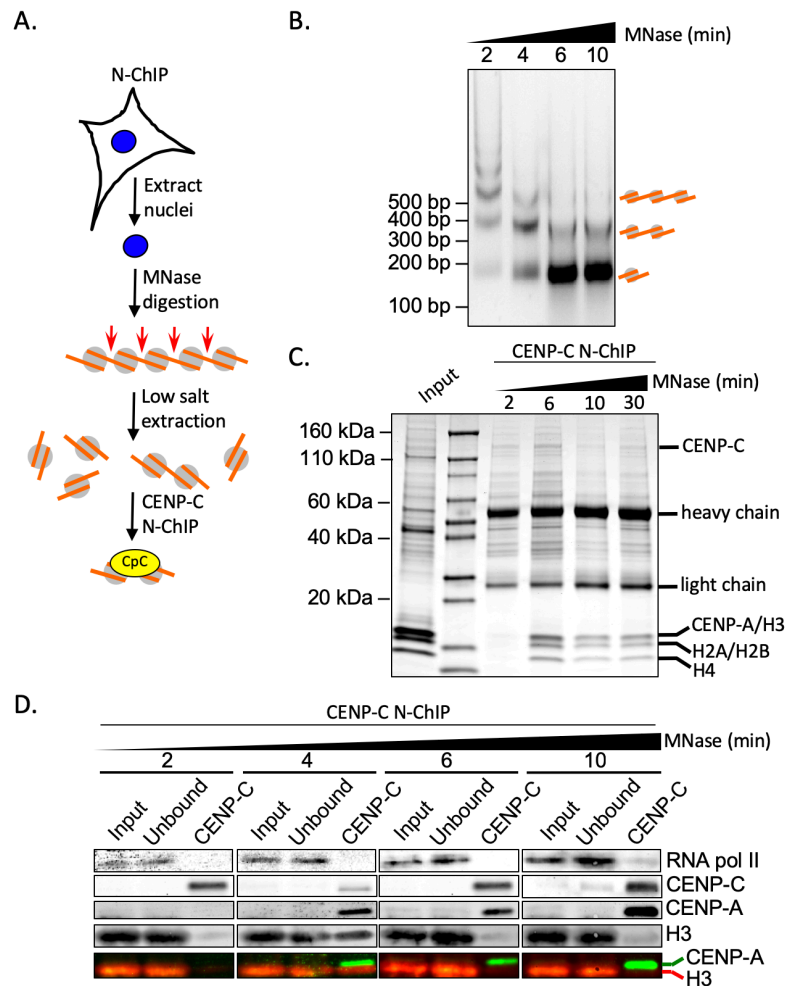 A.
N-ChIP
Extract
nuclei
MNase
digestion
Low salt
extraction
CENP-C
N-ChIP
CpC
B.
MNase (min)
2 4 6 10
500 bp
400 bp
300 bp
200 bp
100 bp
C.
CENP-C N-ChIP
Input
MNase (min)
2 6 10 30
160 kDa
110 kDa
60 kDa
40 kDa
20 kDa
CENP-C
heavy chain
light chain
CENP-A/H3
H2A/H2B
H4
D.
CENP-C N-ChIP
MNase (min)
2 4 6 10
Input Unbound CENP-C Input Unbound CENP-C Input Unbound CENP-C Input Unbound CENP-C
RNA pol II
CENP-C
CENP-A
H3
CENP-A
H3